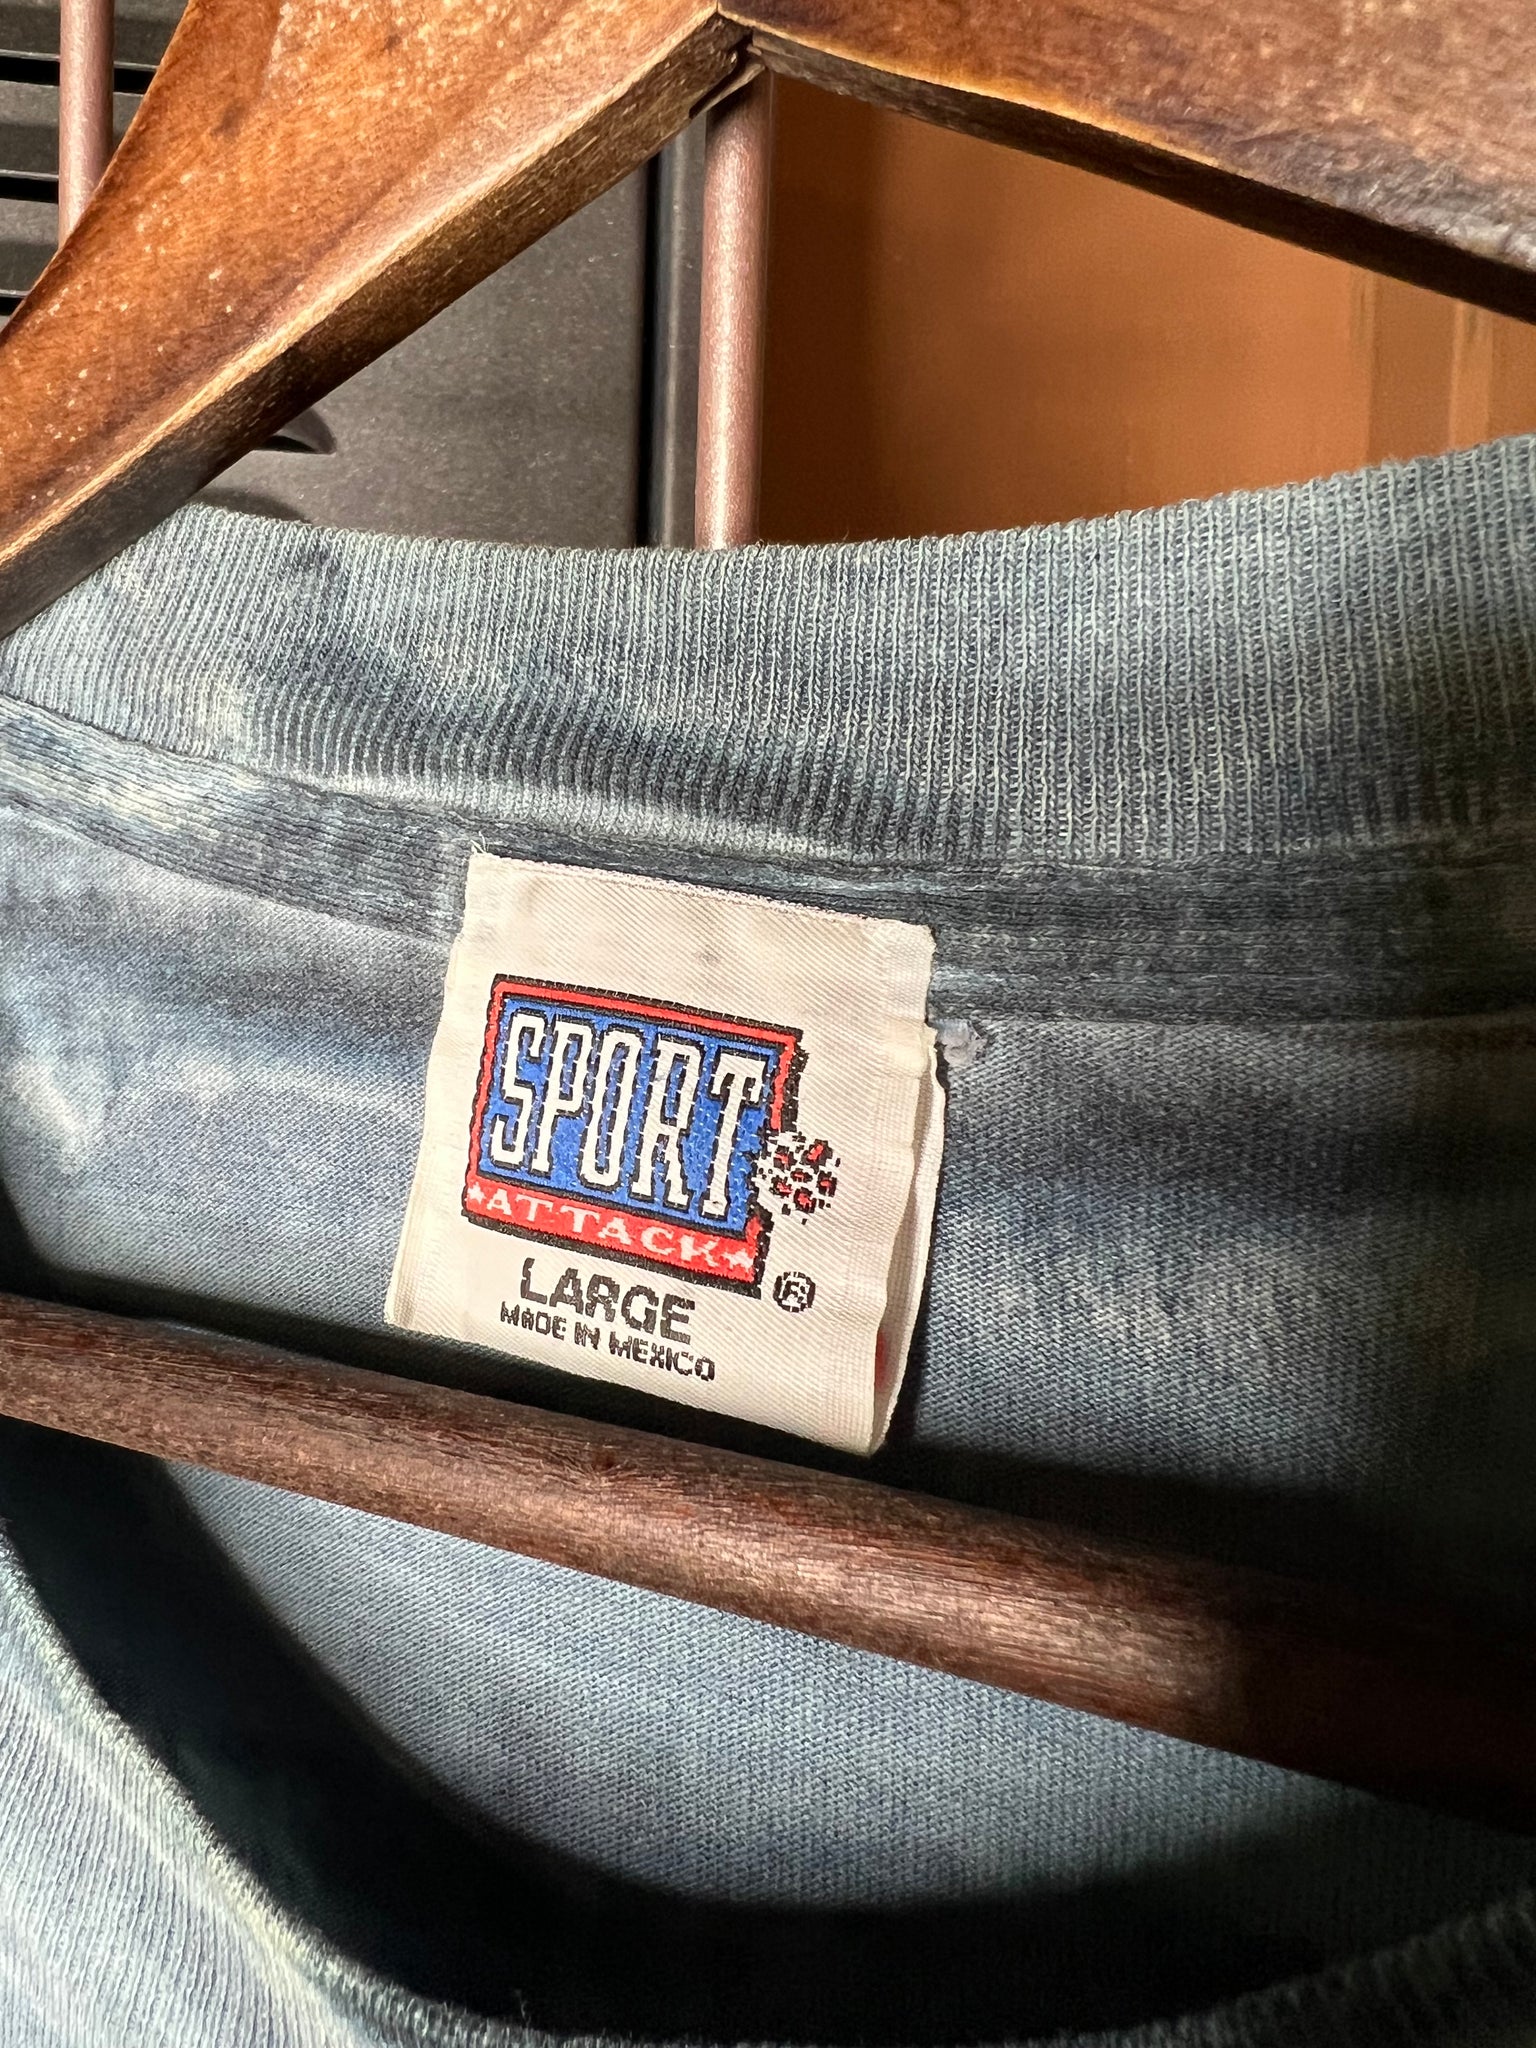 SPORT
★ATTACK★
®
LARGE
MADE IN MEXICO